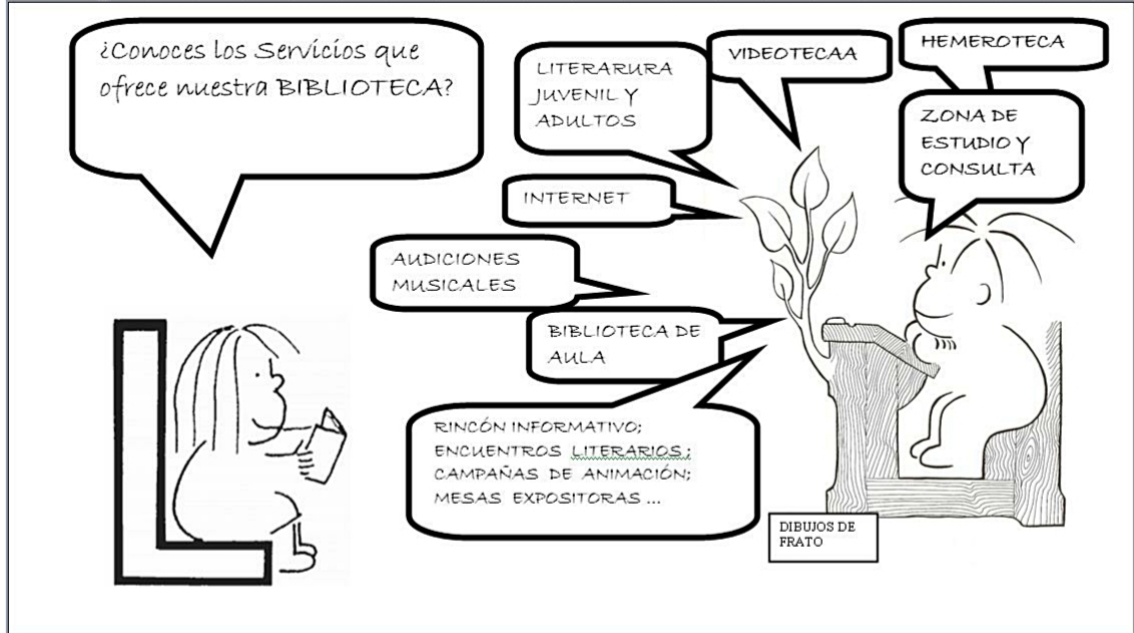 ¿Conoces los Servicios que
ofrece nuestra BIBLIOTECA?
LITERARURA
JUVENIL Y
ADULTOS
VIDEOTECAA
HEMEROTECA
ZONA DE
ESTUDIO Y
CONSULTA
INTERNET
AUDICIONES
MUSICALES
BIBLIOTECA DE
AULA
RINCÓN INFORMATIVO;
ENCUENTROS LITERARIOS;
CAMPAÑAS DE ANIMACIÓN;
MESAS EXPOSITORAS ...
DIBUJOS DE
FRATO